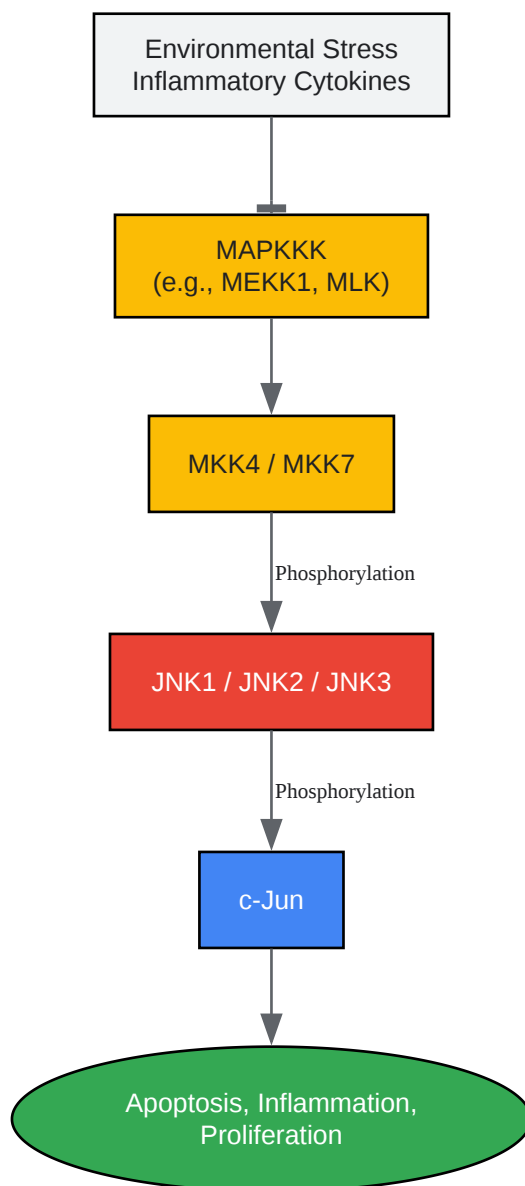 Environmental Stress
Inflammatory Cytokines
MAPKKK
(e.g., MEKK1, MLK)
MKK4 / MKK7
Phosphorylation
JNK1 / JNK2 / JNK3
Phosphorylation
c-Jun
Apoptosis, Inflammation,
Proliferation